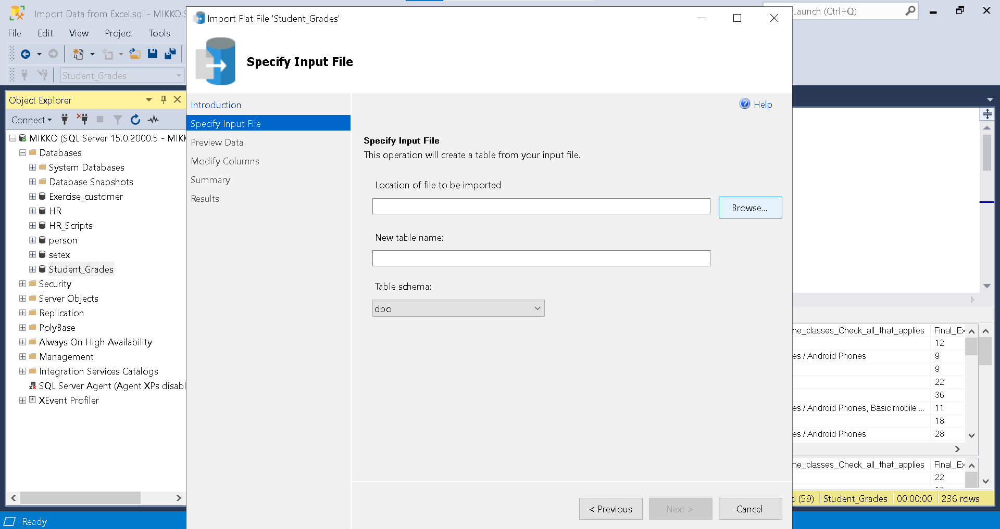 Import Data from Excel.sql - MIKKO.S
Launch (Ctrl+Q)
File Edit View Project Tools
Student_Grades
Object Explorer
Connect
MIKKO (SQL Server 15.0.2000.5 - MIKK
Databases
System Databases
Database Snapshots
Exercise_customer
HR
HR_Scripts
person
setex
Student_Grades
Security
Server Objects
Replication
PolyBase
Always On High Availability
Management
Integration Services Catalogs
SQL Server Agent (Agent XPs disabl
XEvent Profiler
Ready
Import Flat File 'Student_Grades'
Specify Input File
Introduction
Specify Input File
Preview Data
Modify Columns
Summary
Results
Help
Specify Input File
This operation will create a table from your input file.
Location of file to be imported
Browse...
New table name:
Table schema:
dbo
< Previous Next > Cancel
ne_classes_Check_all_that_applies Final_Ex
12
es / Android Phones 9
9
22
36
es / Android Phones, Basic mobile ... 11
18
es / Android Phones 28
ne_classes_Check_all_that_applies Final_Ex
22
(59) Student_Grades 00:00:00 236 rows